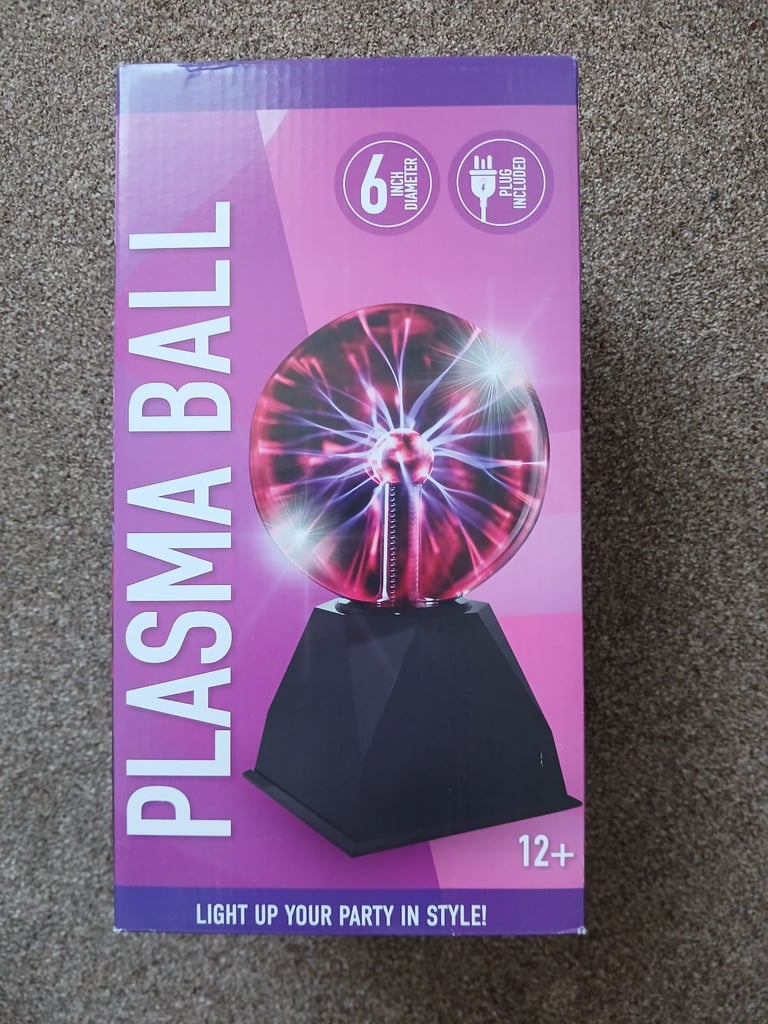 6
INCH
DIAMETER
PLUG
INCLUDED
PLASMA BALL
12+
LIGHT UP YOUR PARTY IN STYLE!